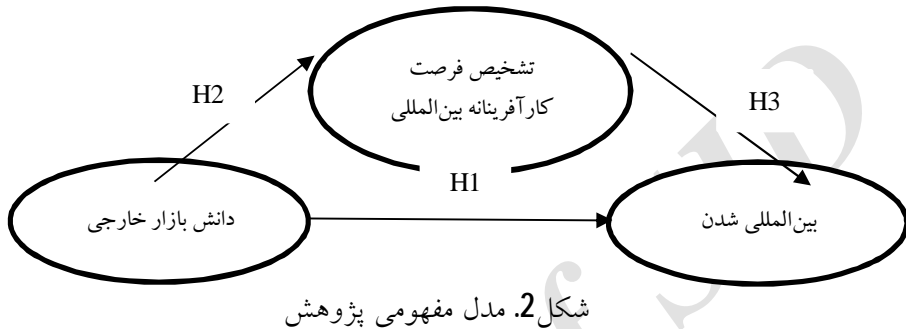 تشخیص فرصت
کارآفرینانه بین‌المللی
H2
H3
H1
دانش بازار خارجی
بین‌المللی شدن
شکل2. مدل مفهومی پژوهش